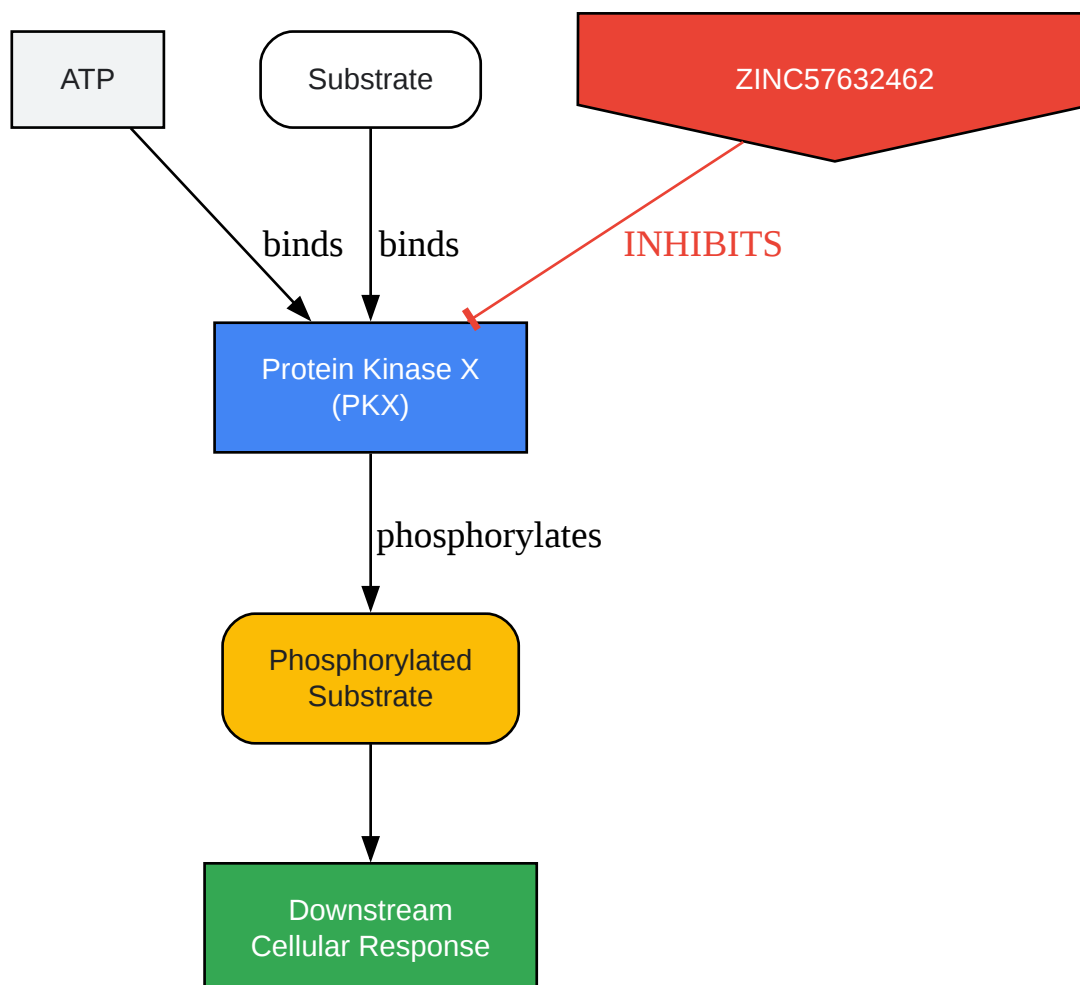 ATP
Substrate
ZINC57632462
binds
binds
INHIBITS
Protein Kinase X
(PKX)
phosphorylates
Phosphorylated
Substrate
Downstream
Cellular Response